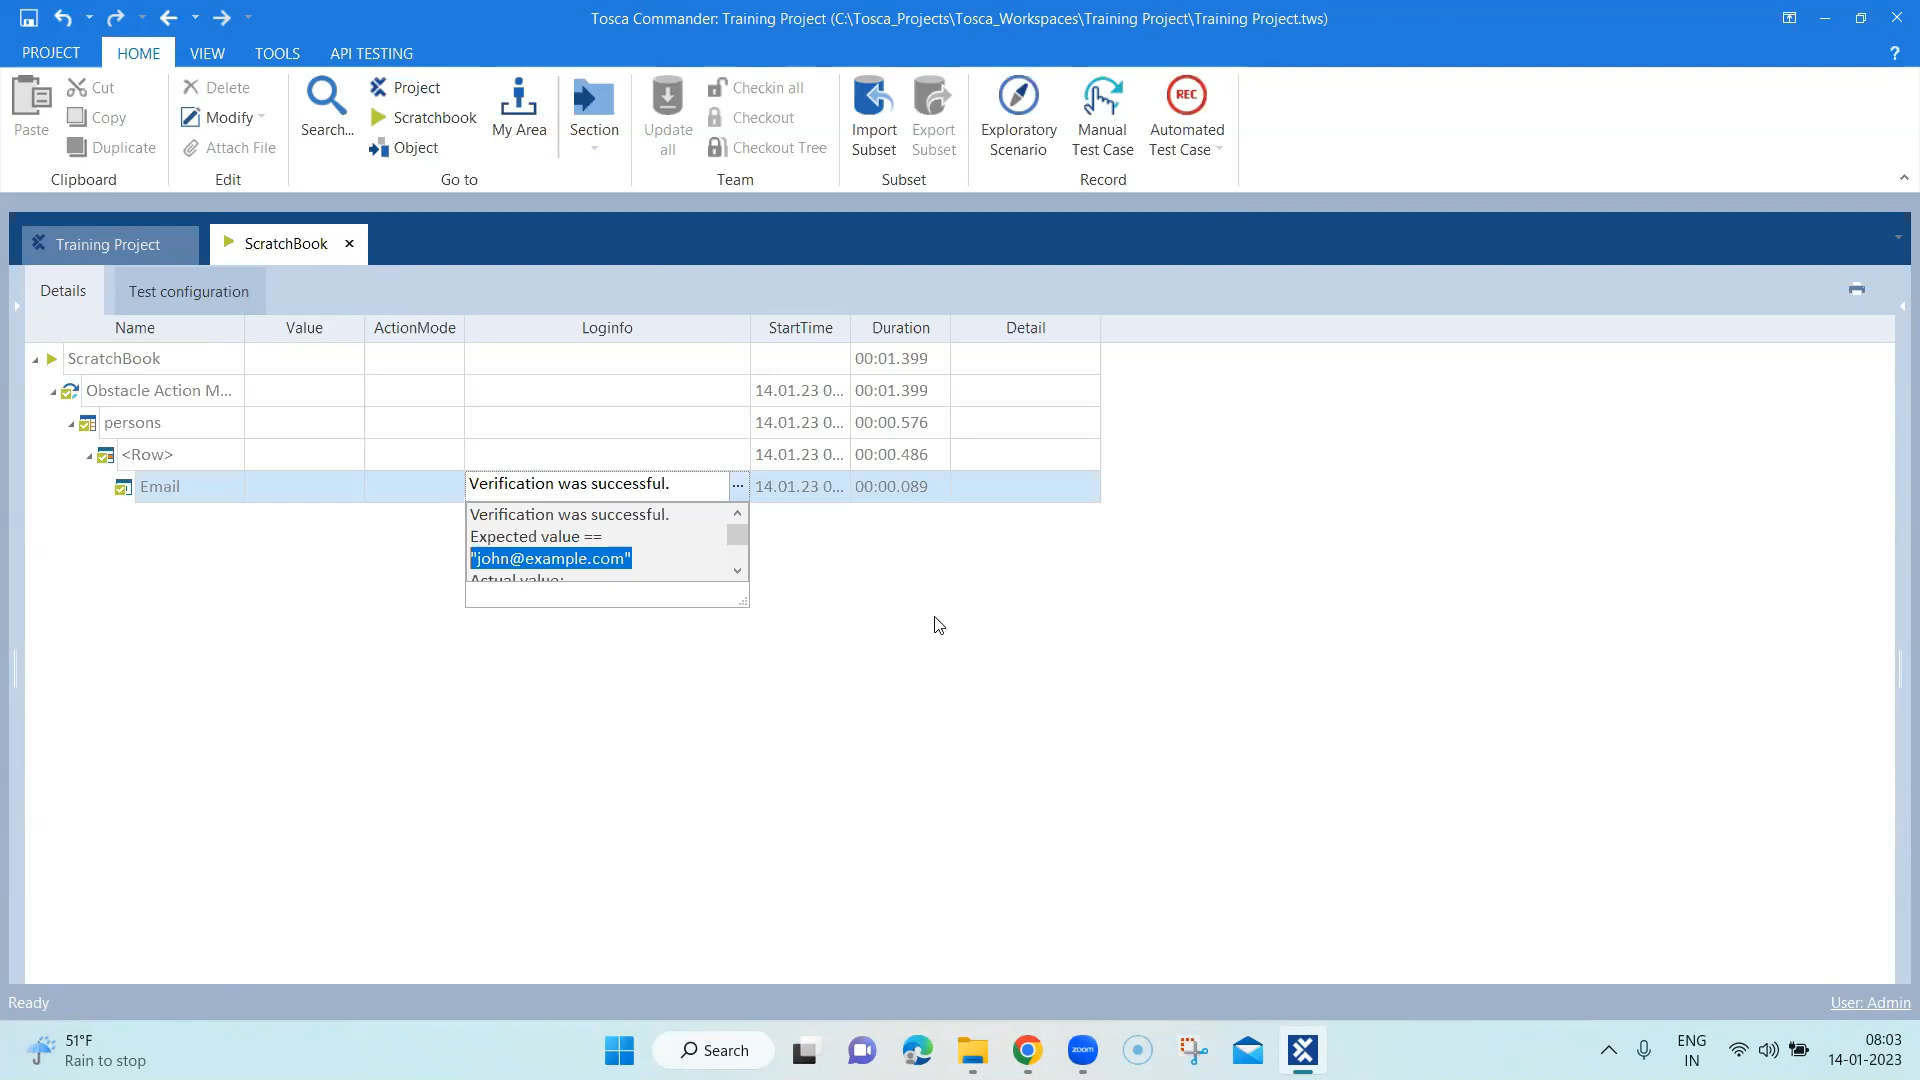 Tosca Commander: Training Project (C:\Tosca_Projects\Tosca_Workspaces\Training Project\Training Project.tws)
PROJECT HOME VIEW TOOLS API TESTING ?
Paste
Cut
Copy
Duplicate
Clipboard
Delete
Modify
Attach File
Edit
Search...
Project
Scratchbook
Object
My Area
Section
Go to
Update
all
Checkin all
Checkout
Checkout Tree
Team
Import
Subset
Export
Subset
Subset
Exploratory
Scenario
Manual
Test Case
REC
Automated
Test Case
Record
Training Project ScratchBook
Details Test configuration
Name Value ActionMode Loginfo StartTime Duration Detail
ScratchBook 00:01.399
Obstacle Action M... 14.01.23 0... 00:01.399
persons 14.01.23 0... 00:00.576
<Row> 14.01.23 0... 00:00.486
Email Verification was successful. ... 14.01.23 0... 00:00.089
Verification was successful.
Expected value ==
"john@example.com"
Actual value:
Ready User: Admin
51°F
Rain to stop
Search
zoom
ENG
IN
08:03
14-01-2023